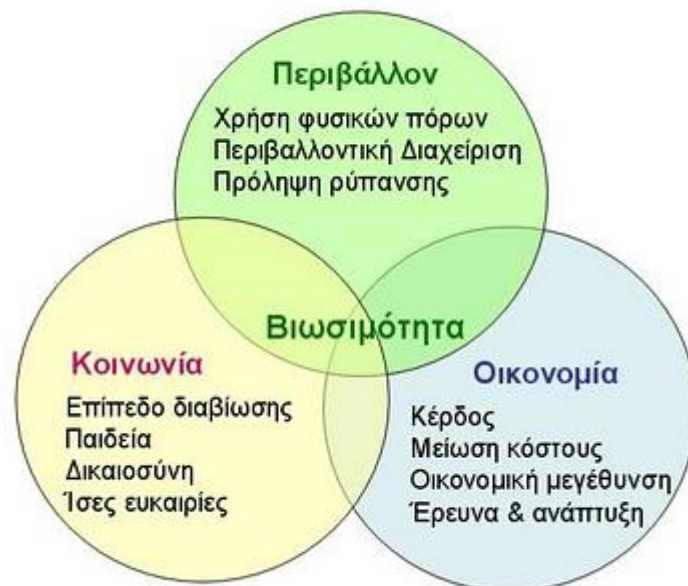 Περιβάλλον
Χρήση φυσικών πόρων
Περιβαλλοντική Διαχείριση
Πρόληψη ρύπανσης
Βιωσιμότητα
Κοινωνία
Επίπεδο διαβίωσης
Παιδεία
Δικαιοσύνη
Ίσες ευκαιρίες
Οικονομία
Κέρδος
Μείωση κόστους
Οικονομική μεγέθυνση
Έρευνα & ανάπτυξη